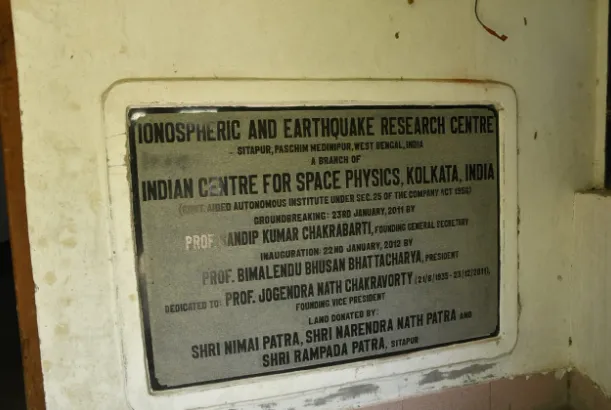 IONOSPHERIC AND EARTHQUAKE RESEARCH CENTRE
SITAPUR, PASCHIM MEDINIPUR, WEST BENGAL, INDIA
A BRANCH OF
INDIAN CENTRE FOR SPACE PHYSICS, KOLKATA, INDIA
(GOVT. AIDED AUTONOMOUS INSTITUTE UNDER SEC. 25 OF THE COMPANY ACT 1956)
GROUNDBREAKING: 23RD JANUARY, 2011 BY
PROF. SANDIP KUMAR CHAKRABARTI, FOUNDING GENERAL SECRETARY
INAUGURATION: 22ND JANUARY, 2012 BY
PROF. BIMALENDU BHUSAN BHATTACHARYA, PRESIDENT
DEDICATED TO: PROF. JOGENDRA NATH CHAKRAVORTY
FOUNDING VICE PRESIDENT
LAND DONATED BY:
SHRI NIMAI PATRA, SHRI NARENDRA NATH PATRA AND
SHRI RAMPADA PATRA, SITAPUR